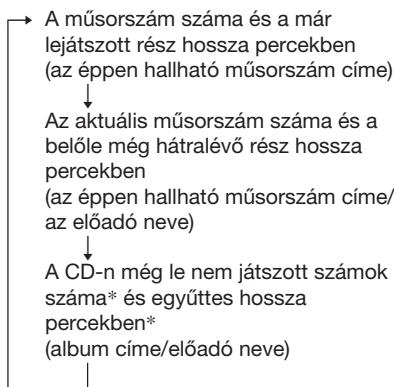 A műsorszám száma és a már
lejátszott rész hossza percekben
(az éppen hallható műsorszám címe)
Az aktuális műsorszám száma és a
belőle még hátralévő rész hossza
percekben
(az éppen hallható műsorszám címe/
az előadó neve)
A CD-n még le nem játszott számok
száma* és együttes hossza
percekben*
(album címe/előadó neve)